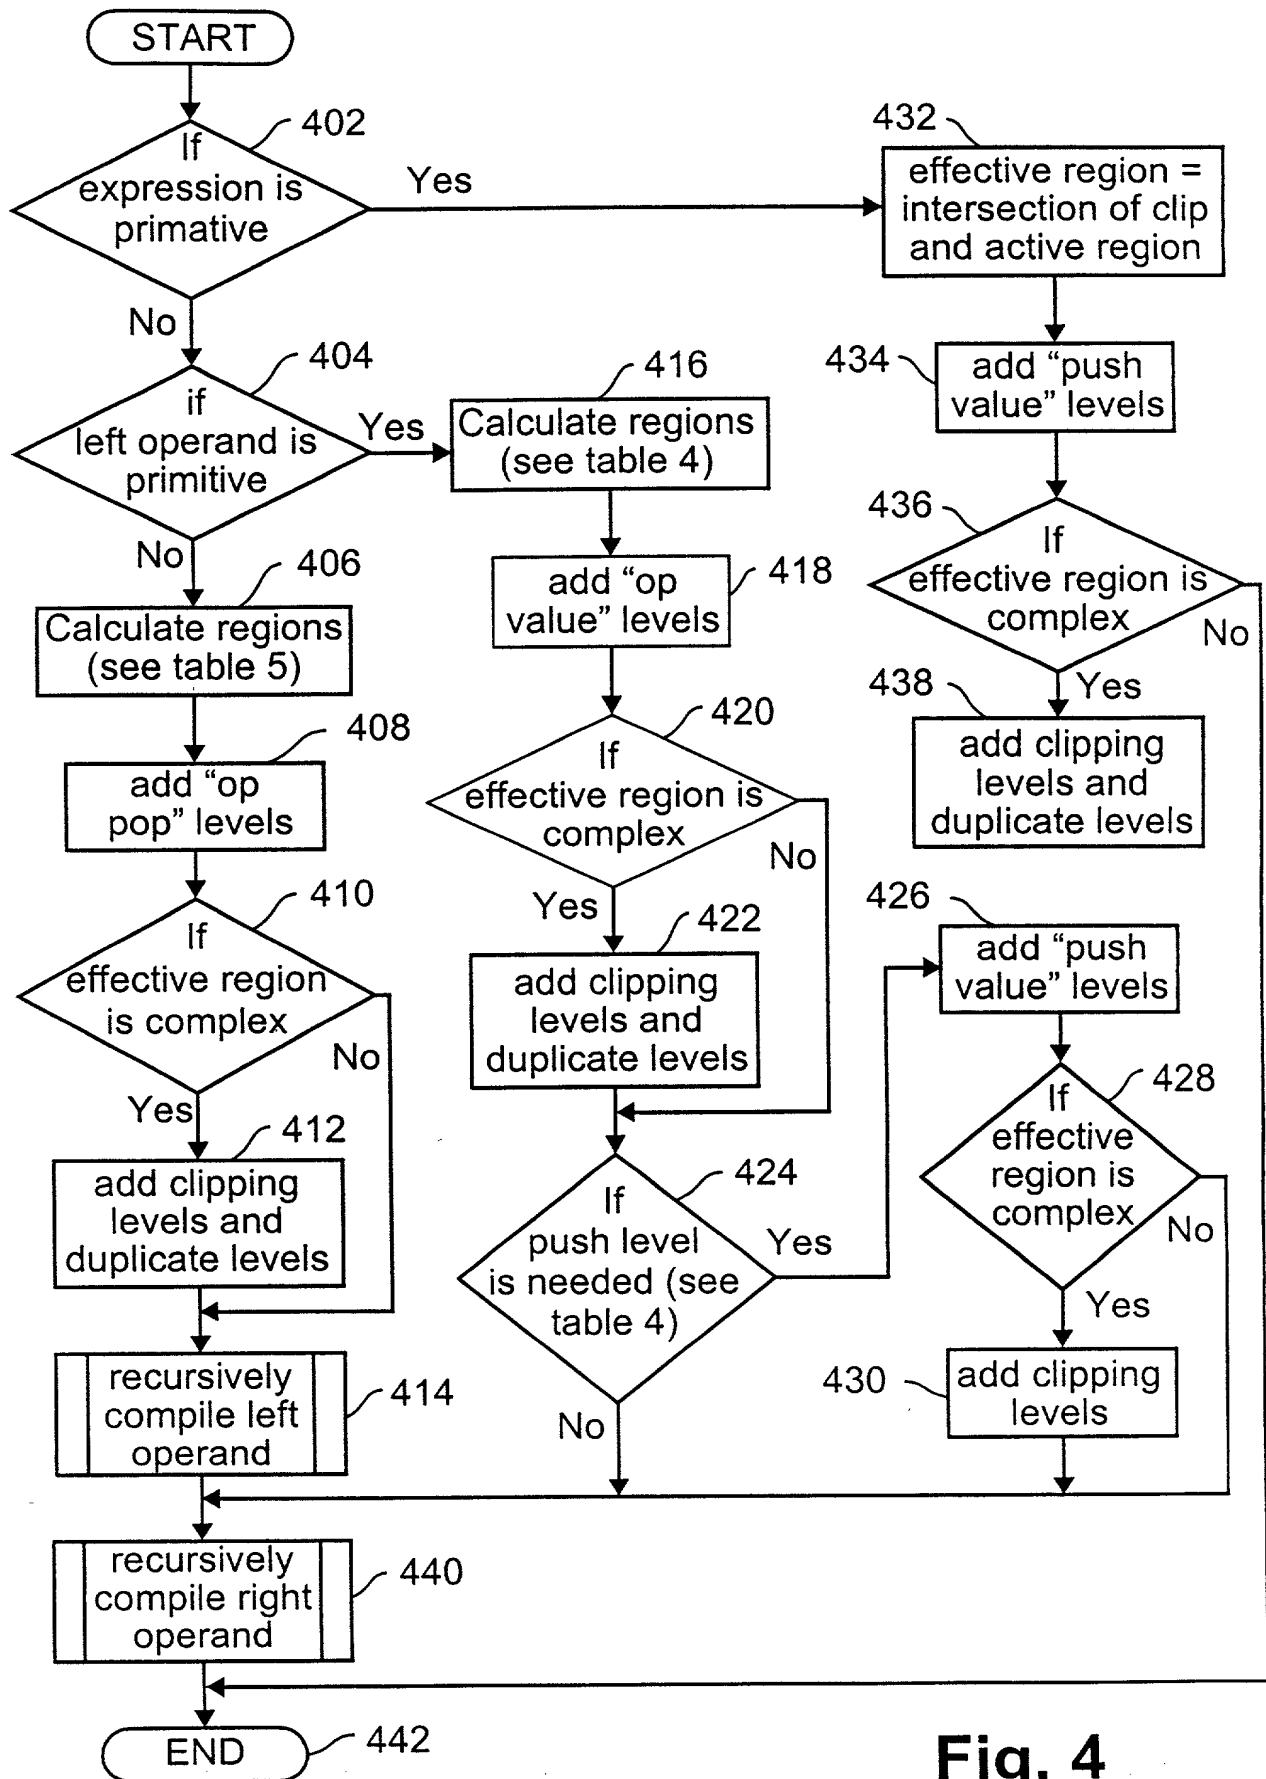 START
402
If
expression is
primative
Yes
No
432
effective region =
intersection of clip
and active region
404
if
left operand is
primitive
Yes
No
416
Calculate regions
(see table 4)
434
add “push
value” levels
406
Calculate regions
(see table 5)
418
add “op
value” levels
436
If
effective region is
complex
No
Yes
408
add “op
pop” levels
420
If
effective region is
complex
No
Yes
438
add clipping
levels and
duplicate levels
410
If
effective region
is complex
No
Yes
422
add clipping
levels and
duplicate levels
426
add “push
value” levels
412
add clipping
levels and
duplicate levels
424
If
push level
is needed (see
table 4)
Yes
No
428
If
effective
region is
complex
No
Yes
414
recursively
compile left
operand
430
add clipping
levels
440
recursively
compile right
operand
END
442
Fig. 4